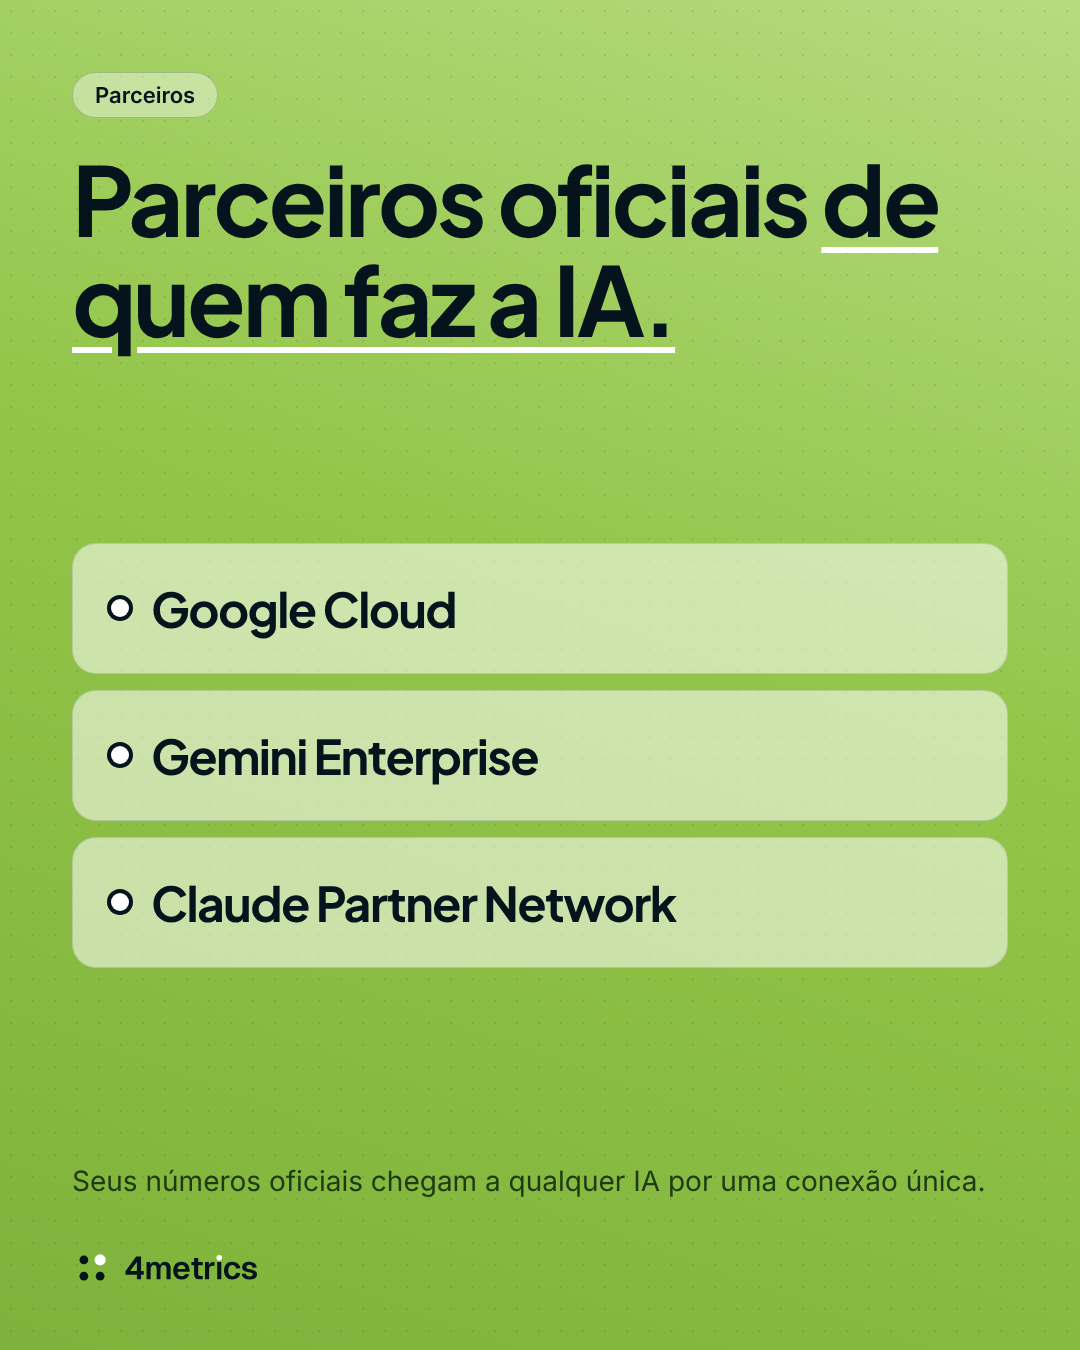 Parceiros
Parceiros oficiais de
quem faz a IA.
Google Cloud
Gemini Enterprise
Claude Partner Network
Seus números oficiais chegam a qualquer IA por uma conexão única.
4metrics